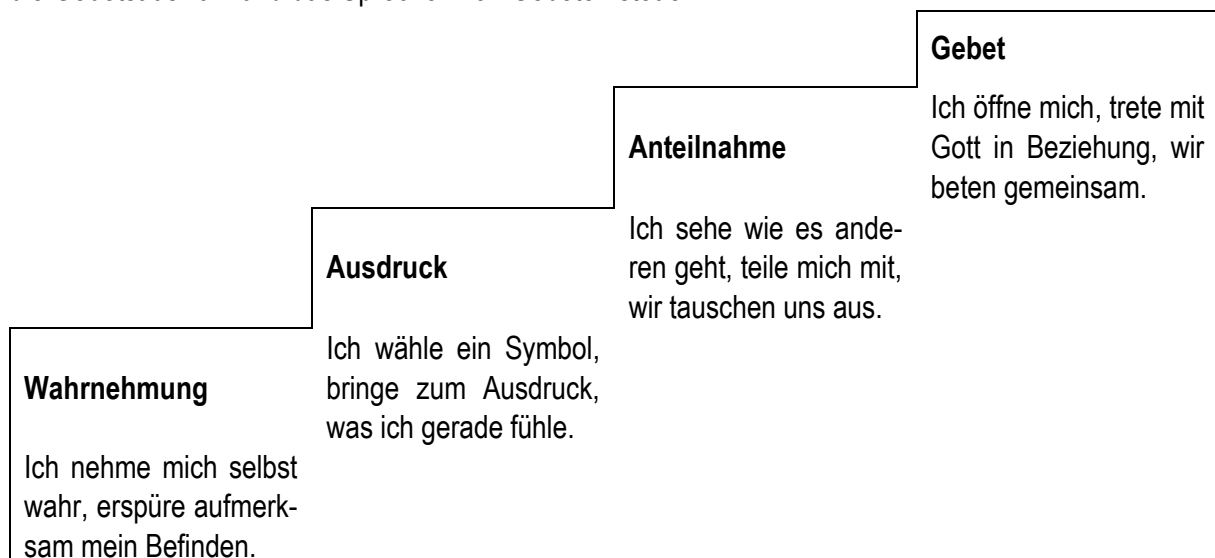 Gebet
Ich öffne mich, trete mit
Gott in Beziehung, wir
beten gemeinsam.
Anteilnahme
Ich sehe wie es ande-
ren geht, teile mich mit,
wir tauschen uns aus.
Ausdruck
Ich wähle ein Symbol,
bringe zum Ausdruck,
was ich gerade fühle.
Wahrnehmung
Ich nehme mich selbst
wahr, erspüre aufmerk-
sam mein Befinden.